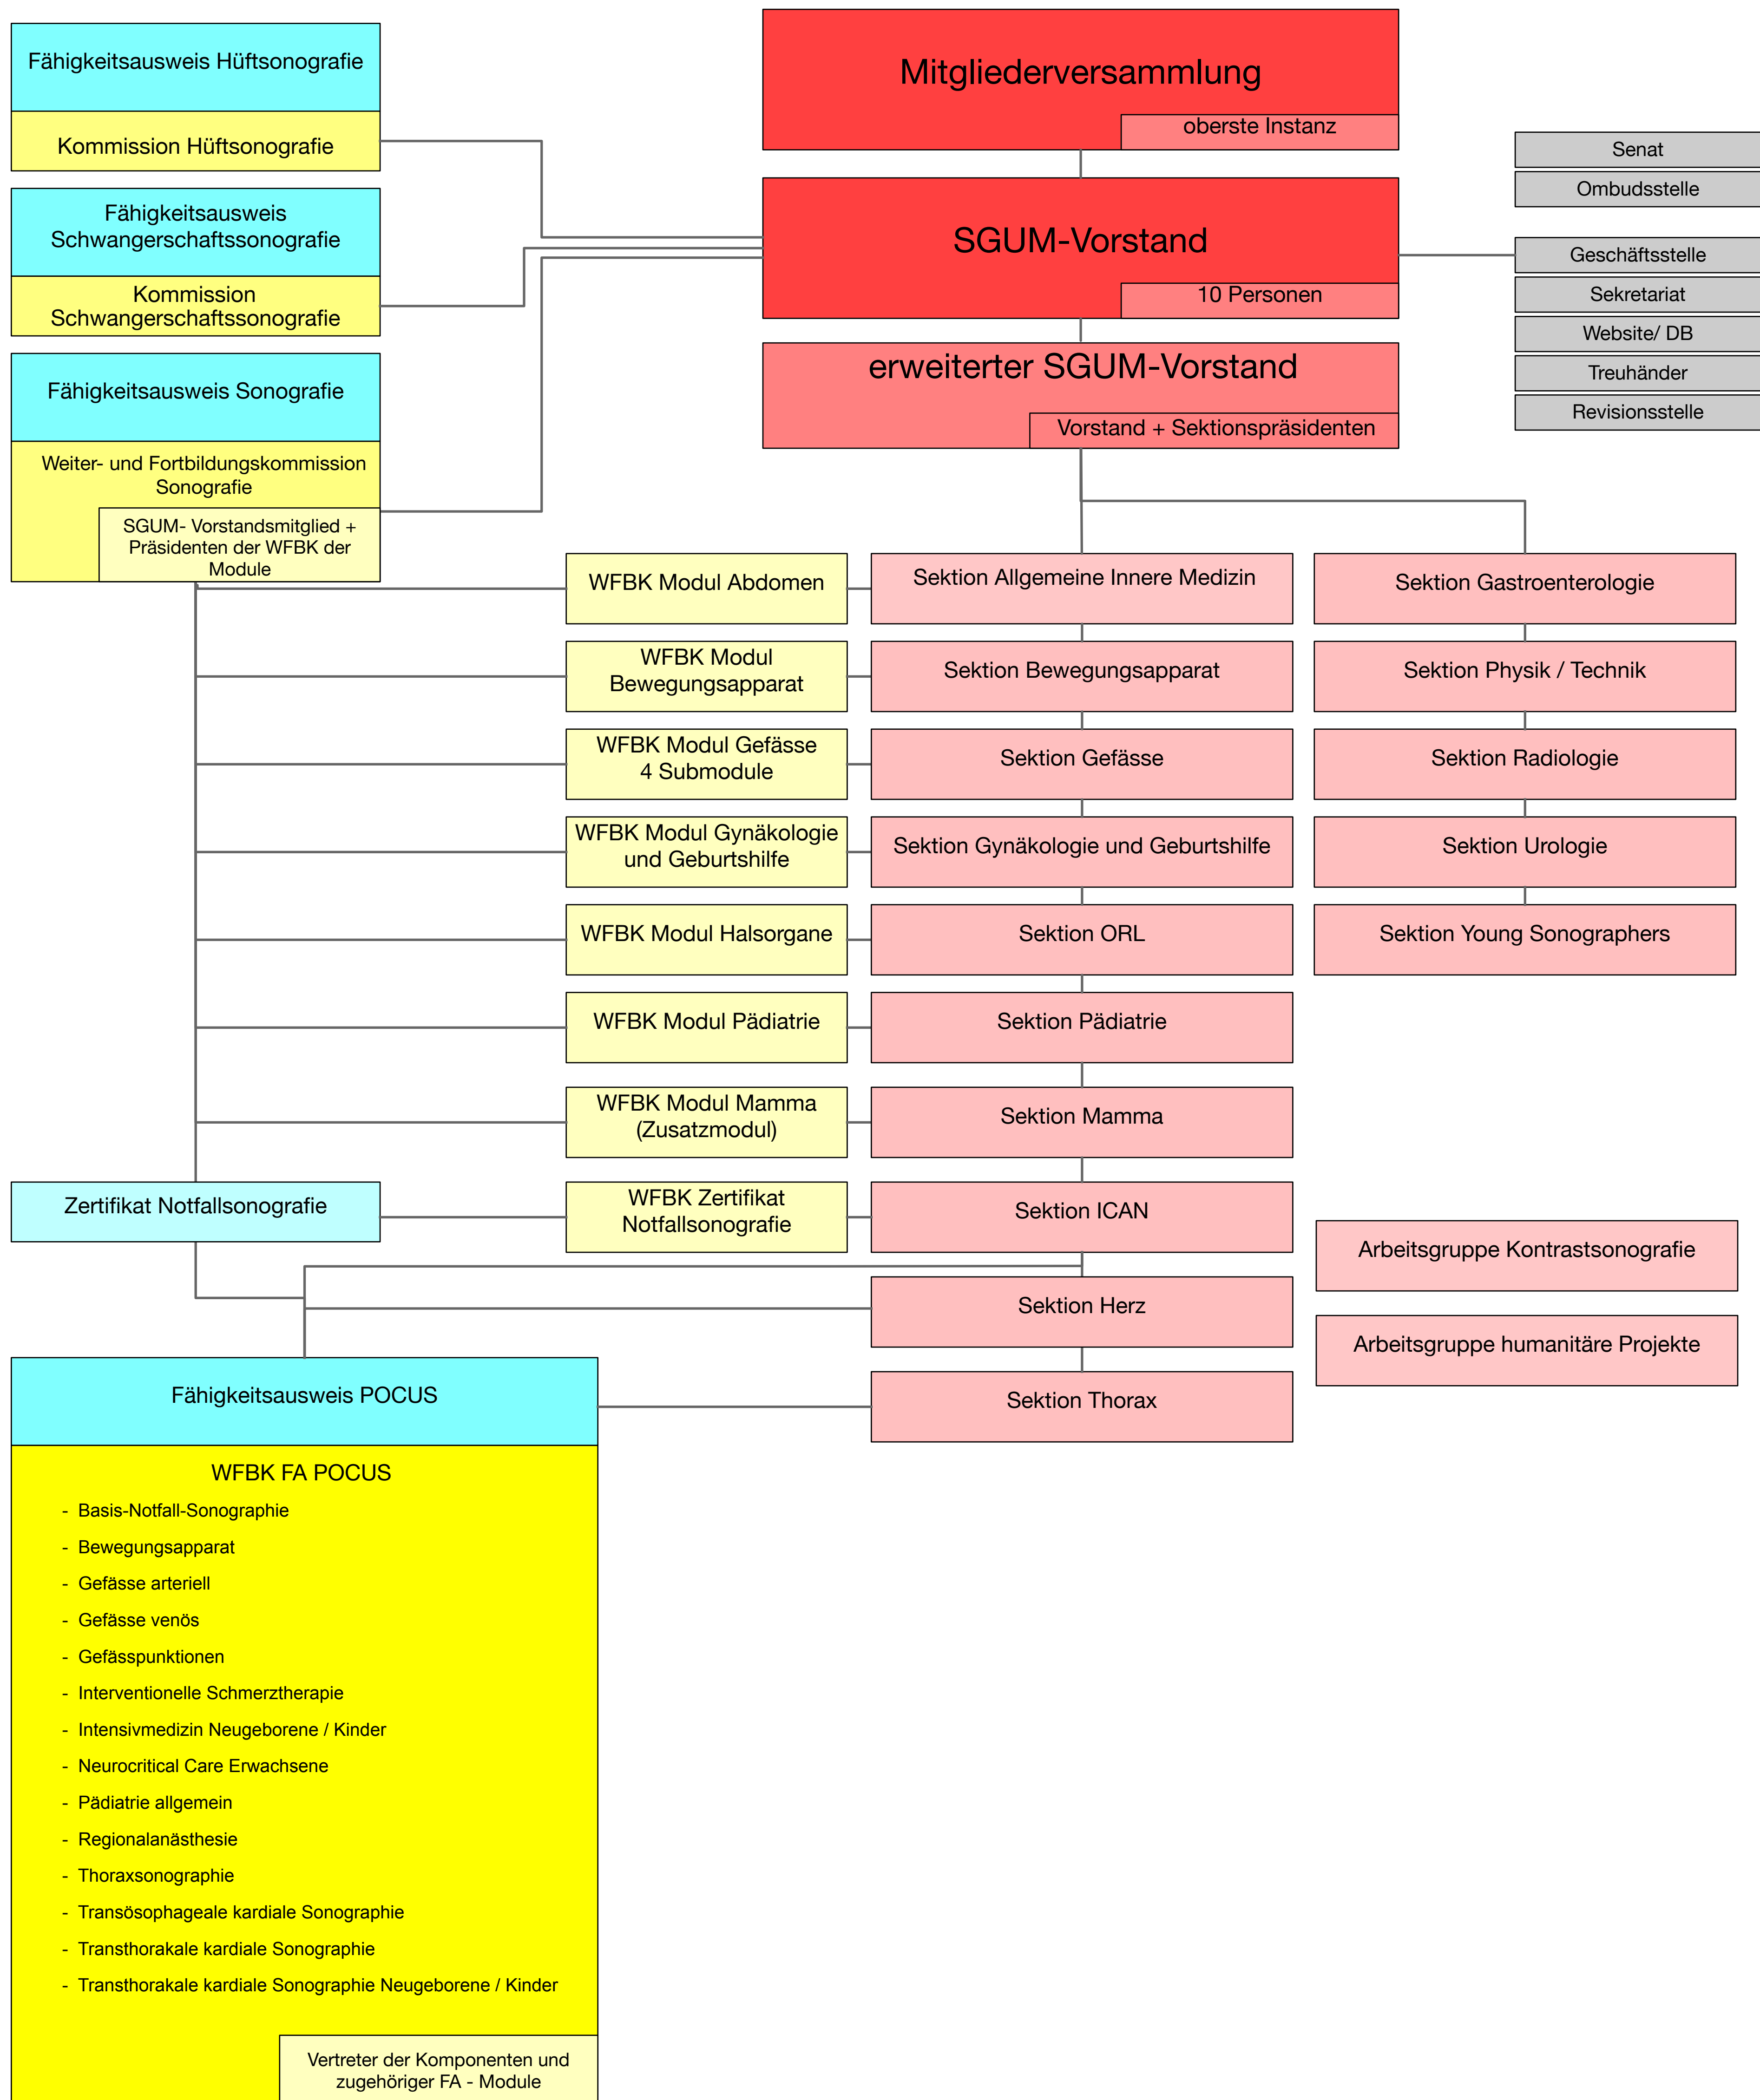 Fähigkeitsausweis Hüftsonografie
Kommission Hüftsonografie
Fähigkeitsausweis
Schwangerschaftssonografie
Kommission
Schwangerschaftssonografie
Fähigkeitsausweis Sonografie
Weiter- und Fortbildungskommission
Sonografie
SGUM- Vorstandsmitglied +
Präsidenten der WFBK der
Module
Mitgliederversammlung
oberste Instanz
SGUM-Vorstand
10 Personen
erweiterter SGUM-Vorstand
Vorstand + Sektionspräsidenten
Senat
Ombudsstelle
Geschäftsstelle
Sekretariat
Website/ DB
Treuhänder
Revisionsstelle
WFBK Modul Abdomen
Sektion Allgemeine Innere Medizin
Sektion Gastroenterologie
WFBK Modul
Bewegungsapparat
Sektion Bewegungsapparat
Sektion Physik / Technik
WFBK Modul Gefässe
4 Submodule
Sektion Gefässe
Sektion Radiologie
WFBK Modul Gynäkologie
und Geburtshilfe
Sektion Gynäkologie und Geburtshilfe
Sektion Urologie
WFBK Modul Halsorgane
Sektion ORL
Sektion Young Sonographers
WFBK Modul Pädiatrie
Sektion Pädiatrie
WFBK Modul Mamma
(Zusatzmodul)
Sektion Mamma
Zertifikat Notfallsonografie
WFBK Zertifikat
Notfallsonografie
Sektion ICAN
Arbeitsgruppe Kontrastsonografie
Sektion Herz
Arbeitsgruppe humanitäre Projekte
Sektion Thorax
Fähigkeitsausweis POCUS
WFBK FA POCUS
- Basis-Notfall-Sonographie
- Bewegungsapparat
- Gefässe arteriell
- Gefässe venös
- Gefässpunktionen
- Interventionelle Schmerztherapie
- Intensivmedizin Neugeborene / Kinder
- Neurocritical Care Erwachsene
- Pädiatrie allgemein
- Regionalanästhesie
- Thoraxsonographie
- Transösophageale kardiale Sonographie
- Transthorakale kardiale Sonographie
- Transthorakale kardiale Sonographie Neugeborene / Kinder
Vertreter der Komponenten und
zugehöriger FA - Module